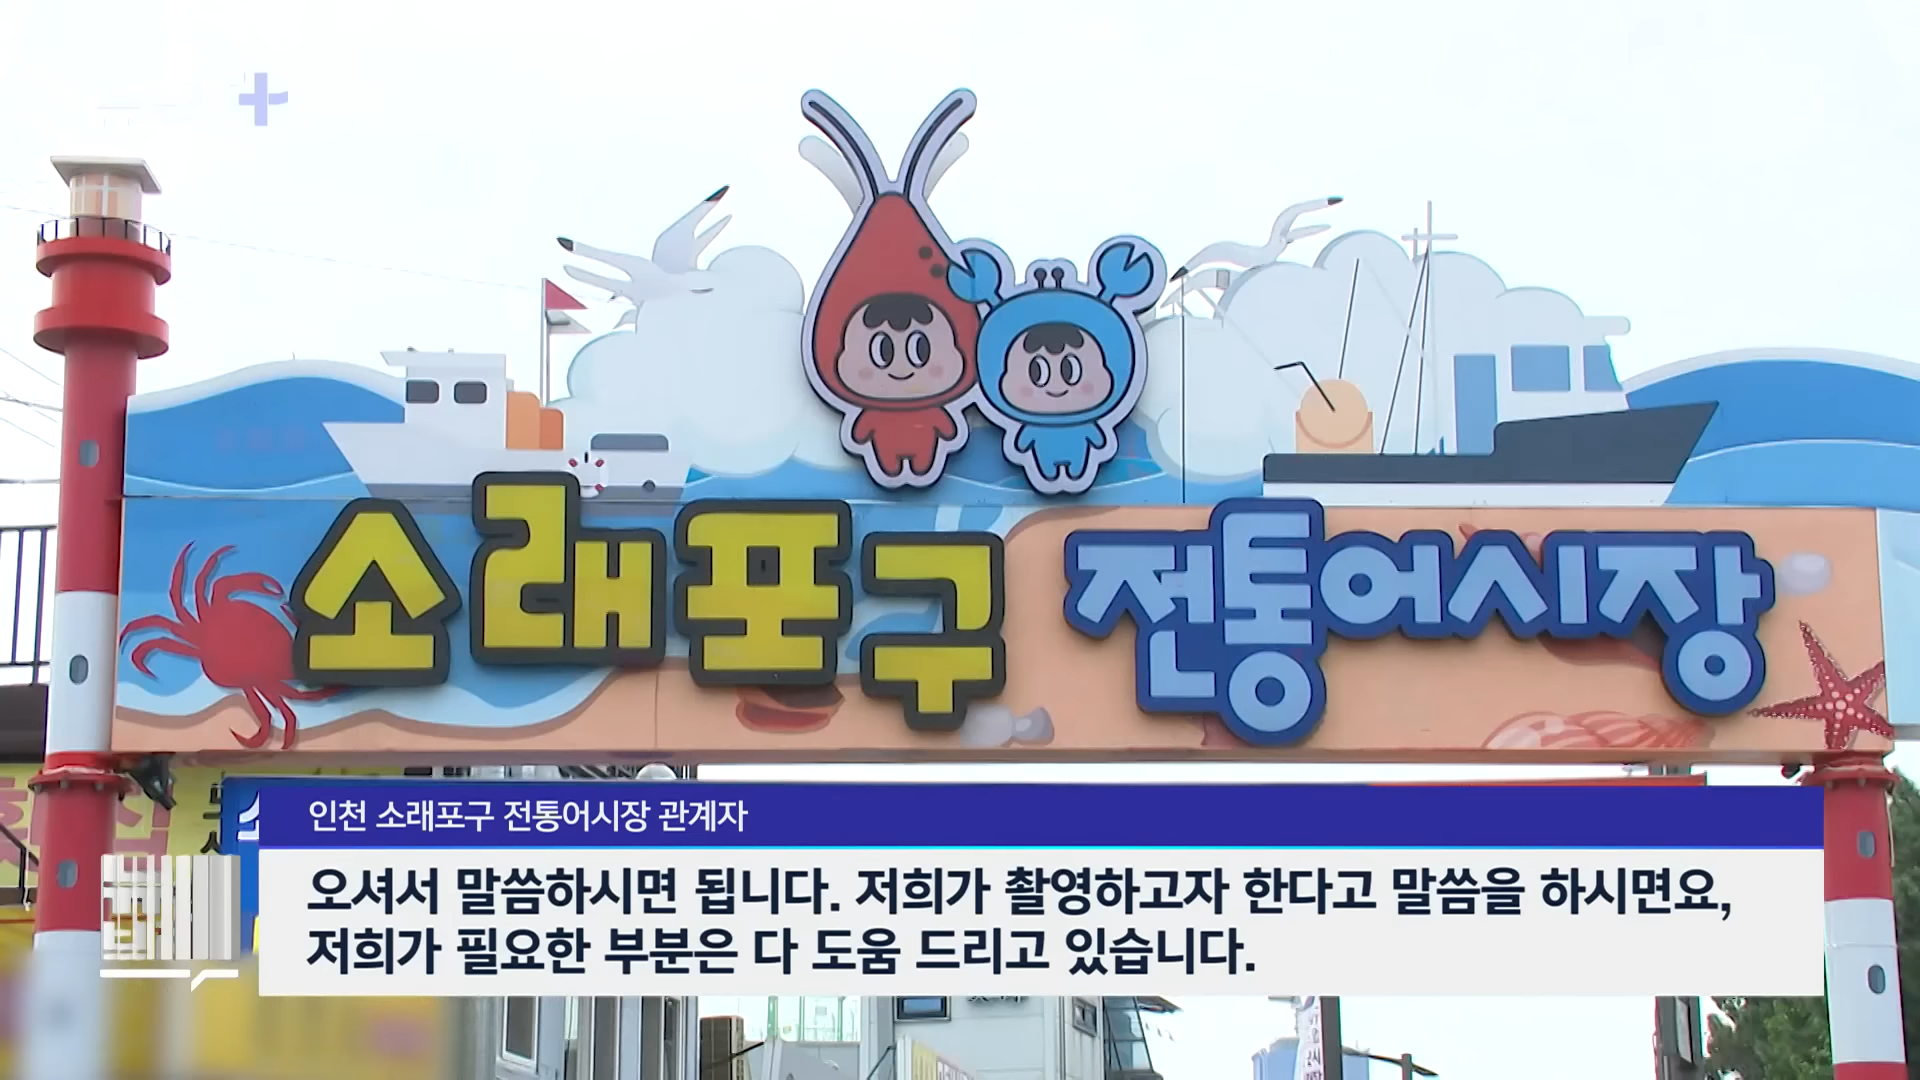 소래포구 전통어시장
인천 소래포구 전통어시장 관계자
오셔서 말씀하시면 됩니다. 저희가 촬영하고자 한다고 말씀을 하시면요,
저희가 필요한 부분은 다 도움 드리고 있습니다.